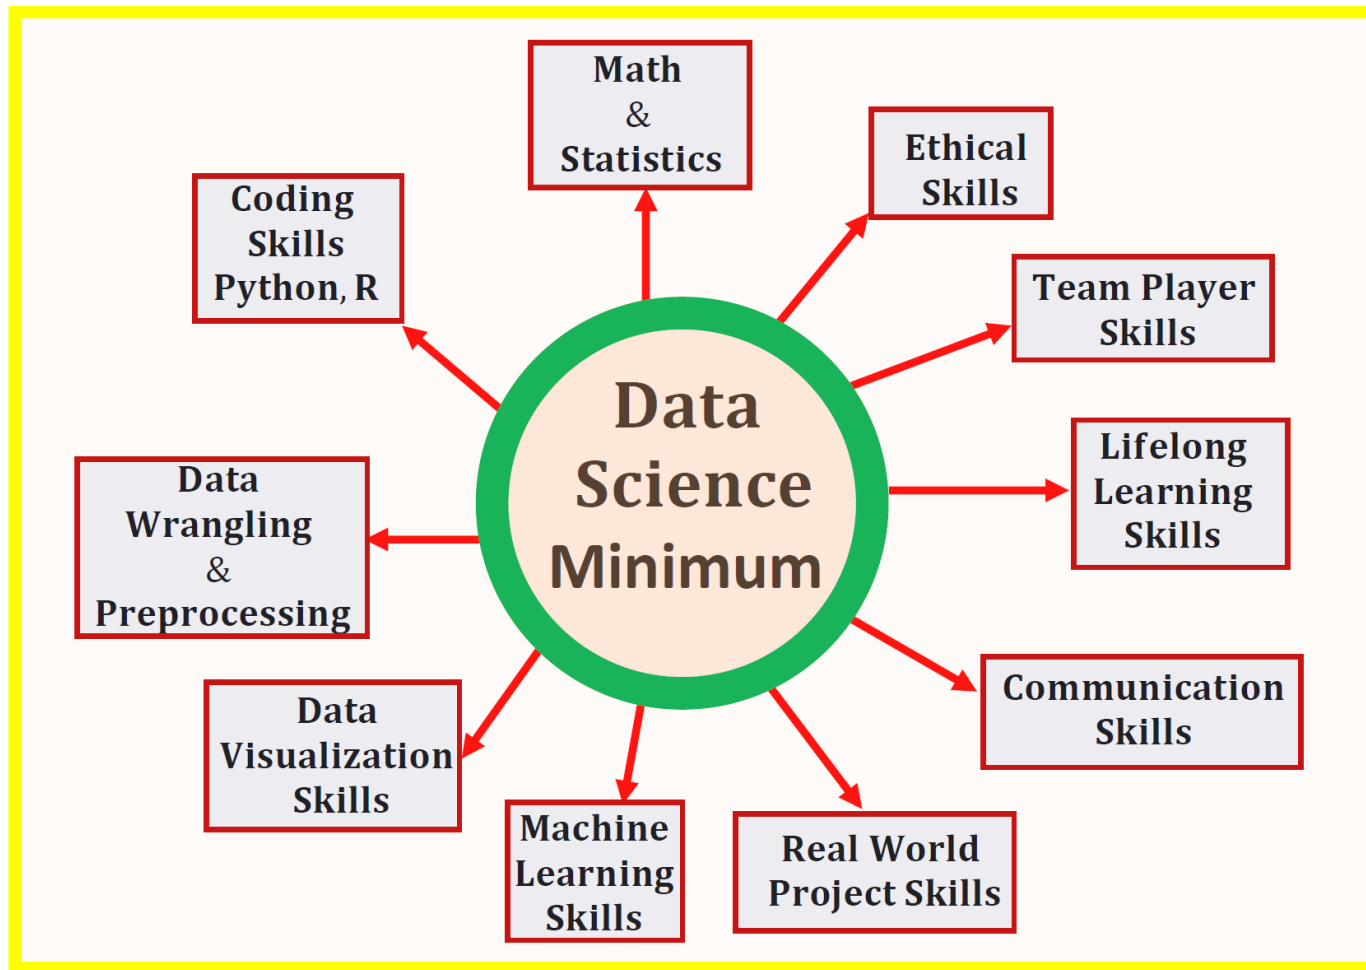 Math
&
Statistics
Ethical
Skills
Team Player
Skills
Lifelong
Learning
Skills
Communication
Skills
Real World
Project Skills
Machine
Learning
Skills
Data
Visualization
Skills
Data
Wrangling
&
Preprocessing
Coding
Skills
Python, R
Data
Science
Minimum